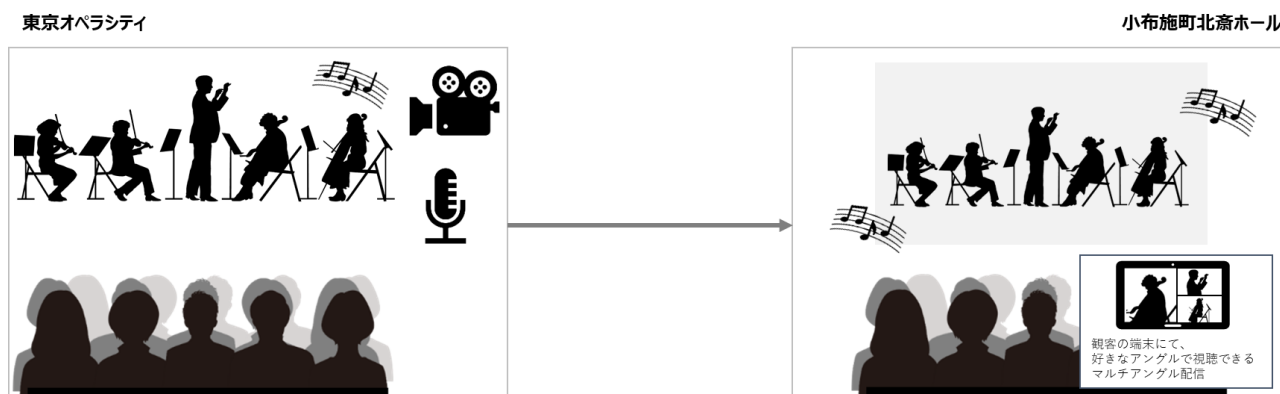 東京オペラシティ
小布施町北斎ホール
観客の端末にて、
好きなアングルで視聴できる
マルチアングル配信